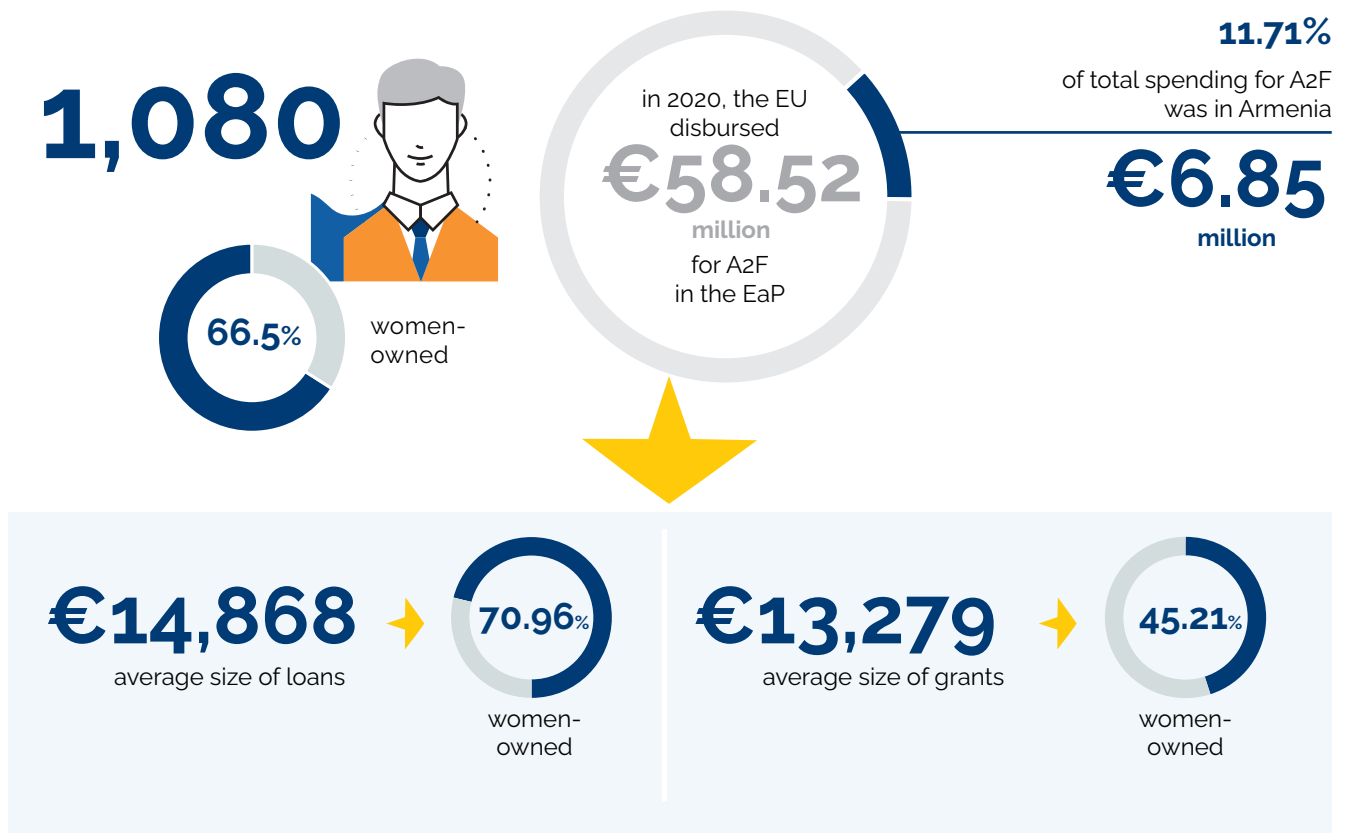 1,080
66.5%
women-
owned
in 2020, the EU
disbursed
€58.52
million
for A2F
in the EaP
11.71%
of total spending for A2F
was in Armenia
€6.85
million
€14,868
average size of loans
70.96%
women-
owned
€13,279
average size of grants
45.21%
women-
owned